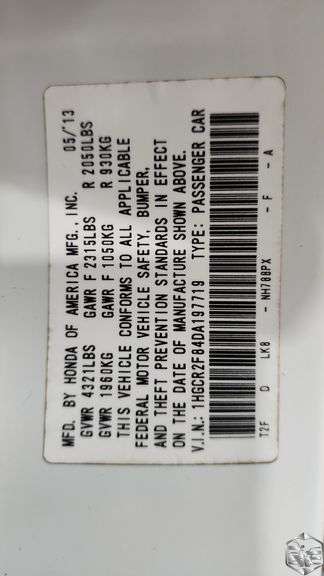 MFD. BY HONDA OF AMERICA MFG., INC. 05/13
GVWR 4321LBS GAWR F 2315LBS R 2050LBS
GVWR 1960KG GAWR F 1050KG R 930KG
THIS VEHICLE CONFORMS TO ALL APPLICABLE
FEDERAL MOTOR VEHICLE SAFETY, BUMPER,
AND THEFT PREVENTION STANDARDS IN EFFECT
ON THE DATE OF MANUFACTURE SHOWN ABOVE.
V.I.N.: 1HGCR2F84DA197719 TYPE: PASSENGER CAR
T2F D LK8 - NH788PX - F - A